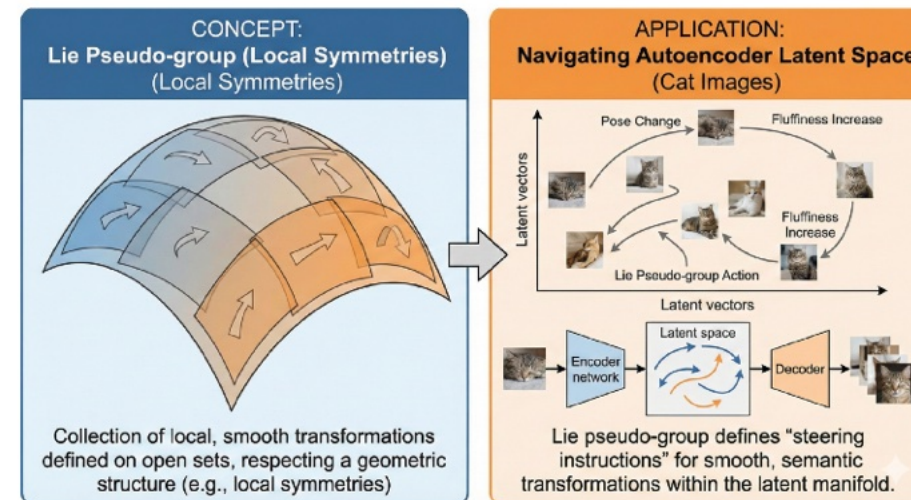 CONCEPT:
Lie Pseudo-group (Local Symmetries)
(Local Symmetries)
Collection of local, smooth transformations
defined on open sets, respecting a geometric
structure (e.g., local symmetries)
APPLICATION:
Navigating Autoencoder Latent Space
(Cat Images)
Pose Change
Fluffiness Increase
Latent vectors
Fluffiness
Increase
Lie Pseudo-group Action
Latent vectors
Latent space
Encoder
network
Decoder
Lie pseudo-group defines “steering
instructions” for smooth, semantic
transformations within the latent manifold.